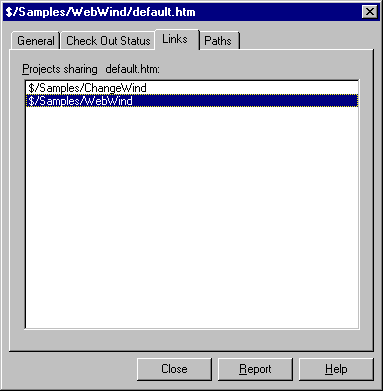 $/Samples/WebWind/default.htm
General Check Out Status Links Paths
Projects sharing default.htm:
$/Samples/ChangeWind
$/Samples/WebWind
Close Report Help